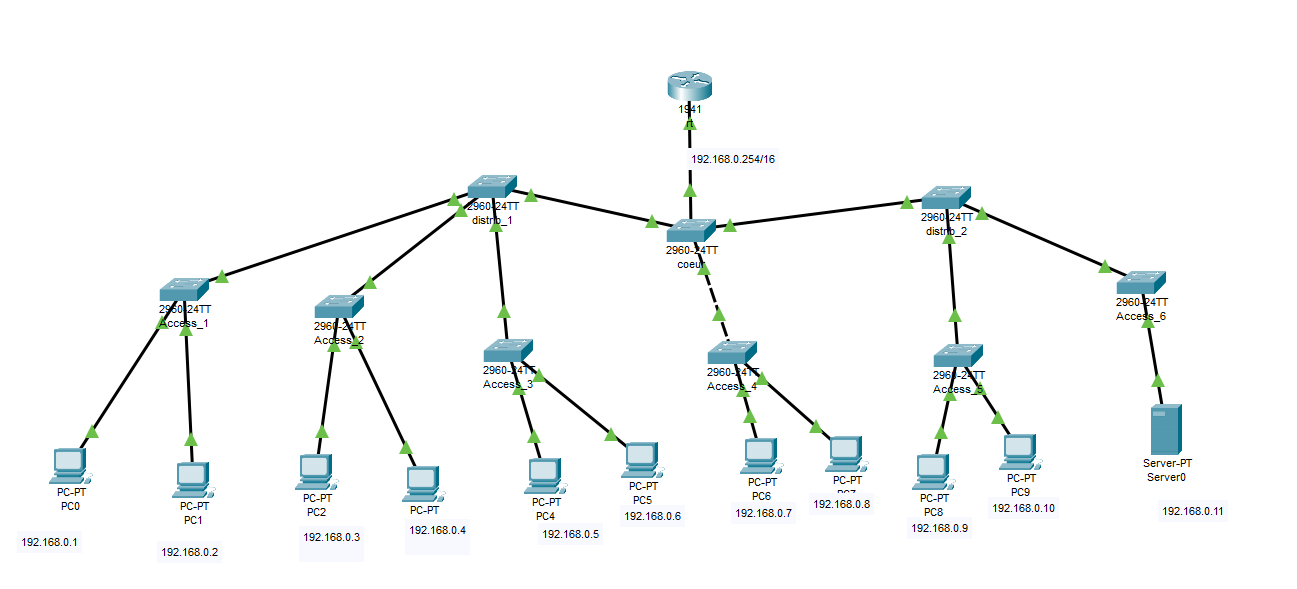 1941
rt
192.168.0.254/16
2960-24TT
distrib_1
2960-24TT
distrib_2
2960-24TT
coeur
2960-24TT
Access_1
2960-24TT
Access_2
2960-24TT
Access_3
2960-24TT
Access_4
2960-24TT
Access_5
2960-24TT
Access_6
PC-PT
PC0
192.168.0.1
PC-PT
PC1
192.168.0.2
PC-PT
PC2
192.168.0.3
PC-PT
192.168.0.4
PC-PT
PC4
192.168.0.5
PC-PT
PC5
192.168.0.6
PC-PT
PC6
192.168.0.7
PC-PT
192.168.0.8
PC-PT
PC8
192.168.0.9
PC-PT
PC9
192.168.0.10
Server-PT
Server0
192.168.0.11